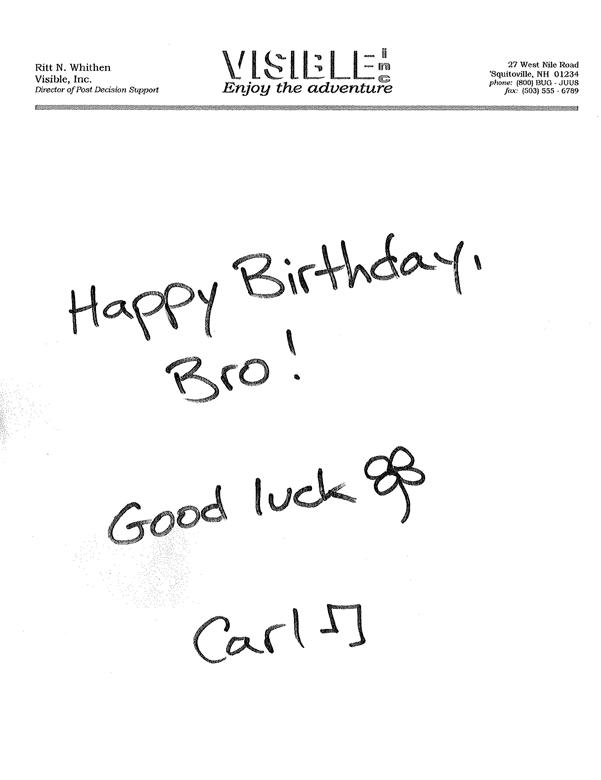 Ritt N. Whithen
Visible, Inc.
Director of Post Decision Support
VISIBLE inc
Enjoy the adventure
27 West Nile Road
'Squitoville, NH 01234
phone: (800) BUG - JUUS
fax: (503) 555 - 6789
Happy Birthday,
Bro!
Good luck
Carl